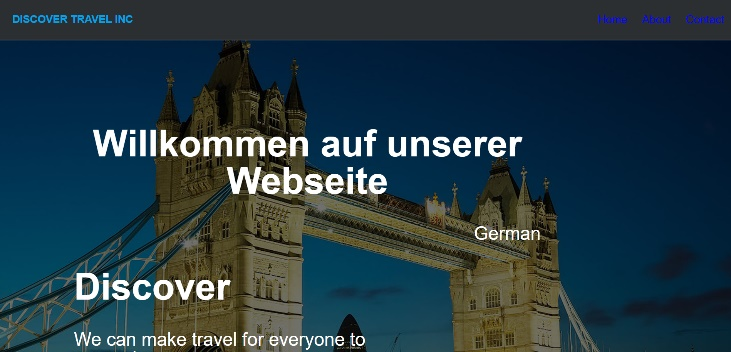 DISCOVER TRAVEL INC
Home About Contact
Willkommen auf unserer
Webseite
German
Discover
We can make travel for everyone to